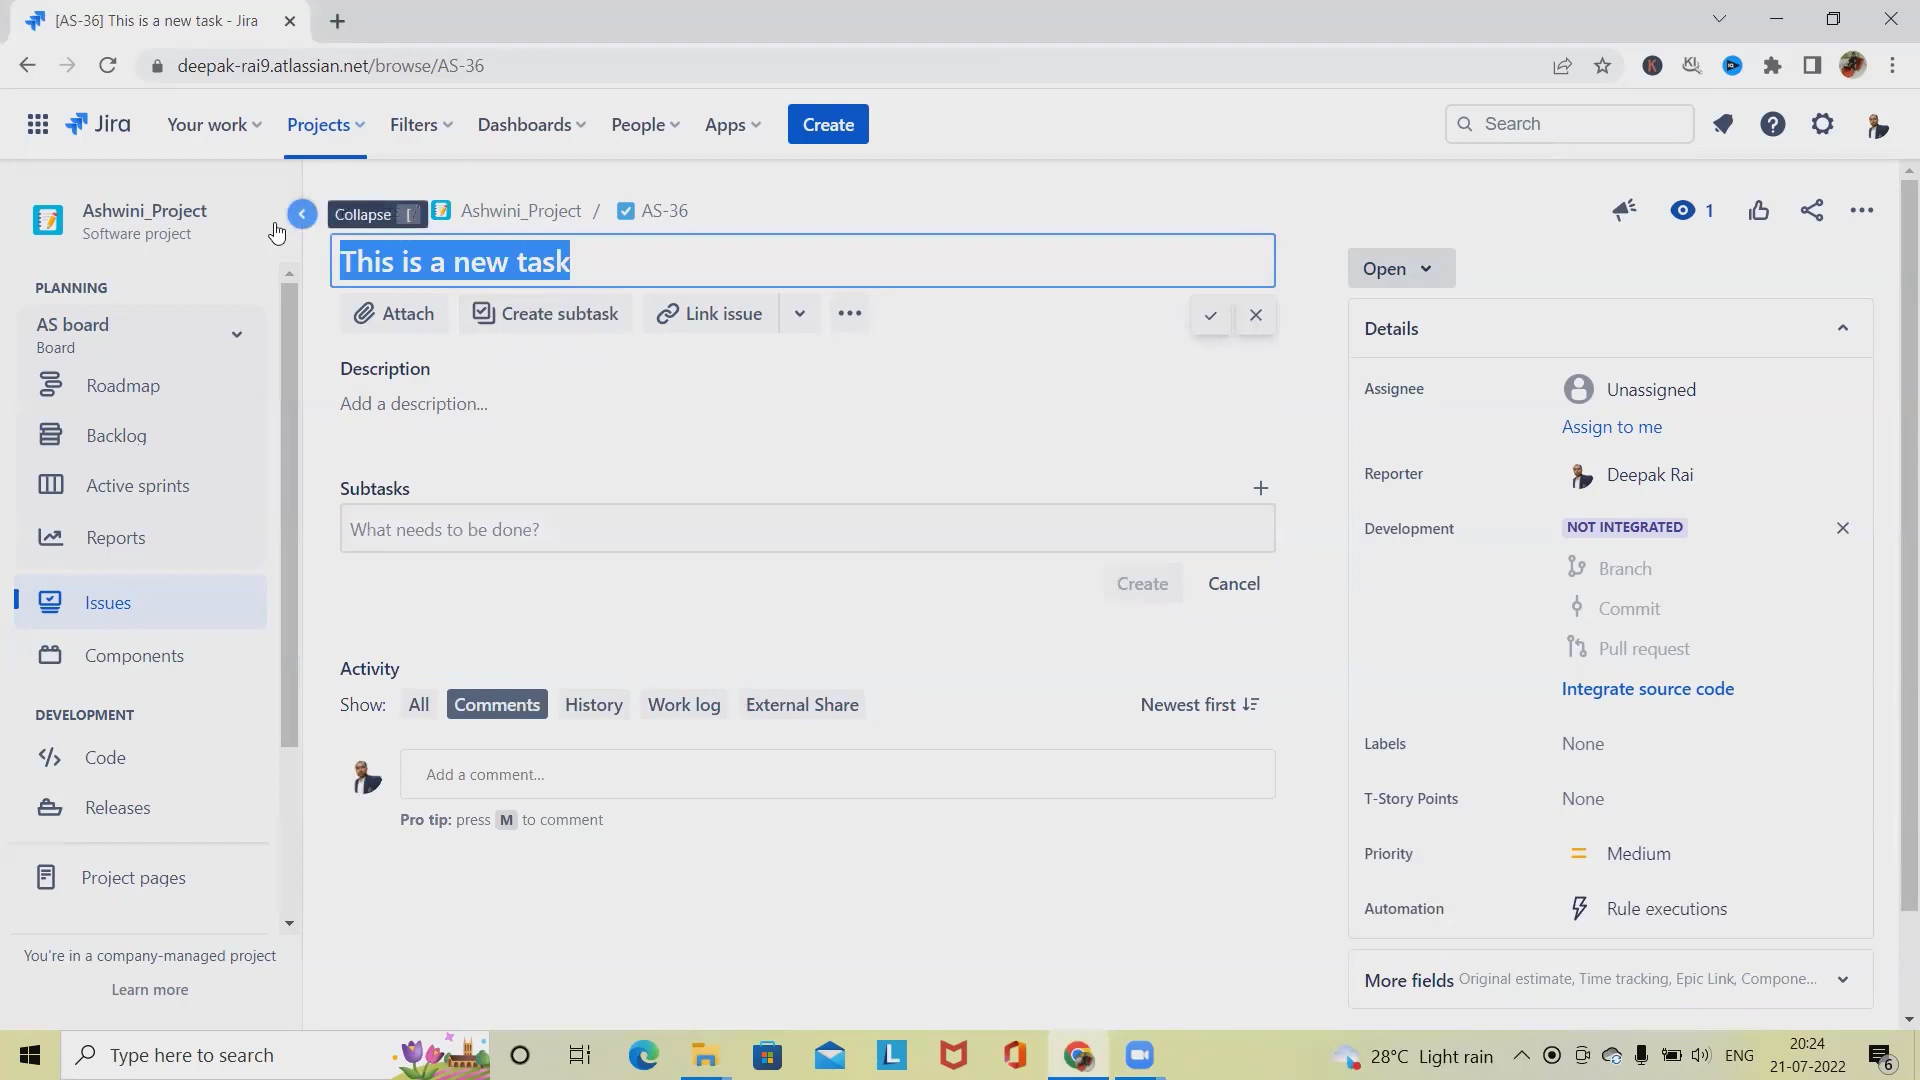 [AS-36] This is a new task - Jira
deepak-rai9.atlassian.net/browse/AS-36
Jira
Your work
Projects
Filters
Dashboards
People
Apps
Create
Search
Ashwini_Project
Software project
Collapse [
Ashwini_Project / AS-36
This is a new task
Attach
Create subtask
Link issue
Description
Add a description...
Subtasks
What needs to be done?
Create
Cancel
Activity
Show:
All
Comments
History
Work log
External Share
Newest first
Add a comment...
Pro tip: press M to comment
PLANNING
AS board
Board
Roadmap
Backlog
Active sprints
Reports
Issues
Components
DEVELOPMENT
Code
Releases
Project pages
You're in a company-managed project
Learn more
1
Open
Details
Assignee
Unassigned
Assign to me
Reporter
Deepak Rai
Development
NOT INTEGRATED
Branch
Commit
Pull request
Integrate source code
Labels
None
T-Story Points
None
Priority
Medium
Automation
Rule executions
More fields Original estimate, Time tracking, Epic Link, Compone...
Type here to search
28°C Light rain
ENG
20:24
21-07-2022
6